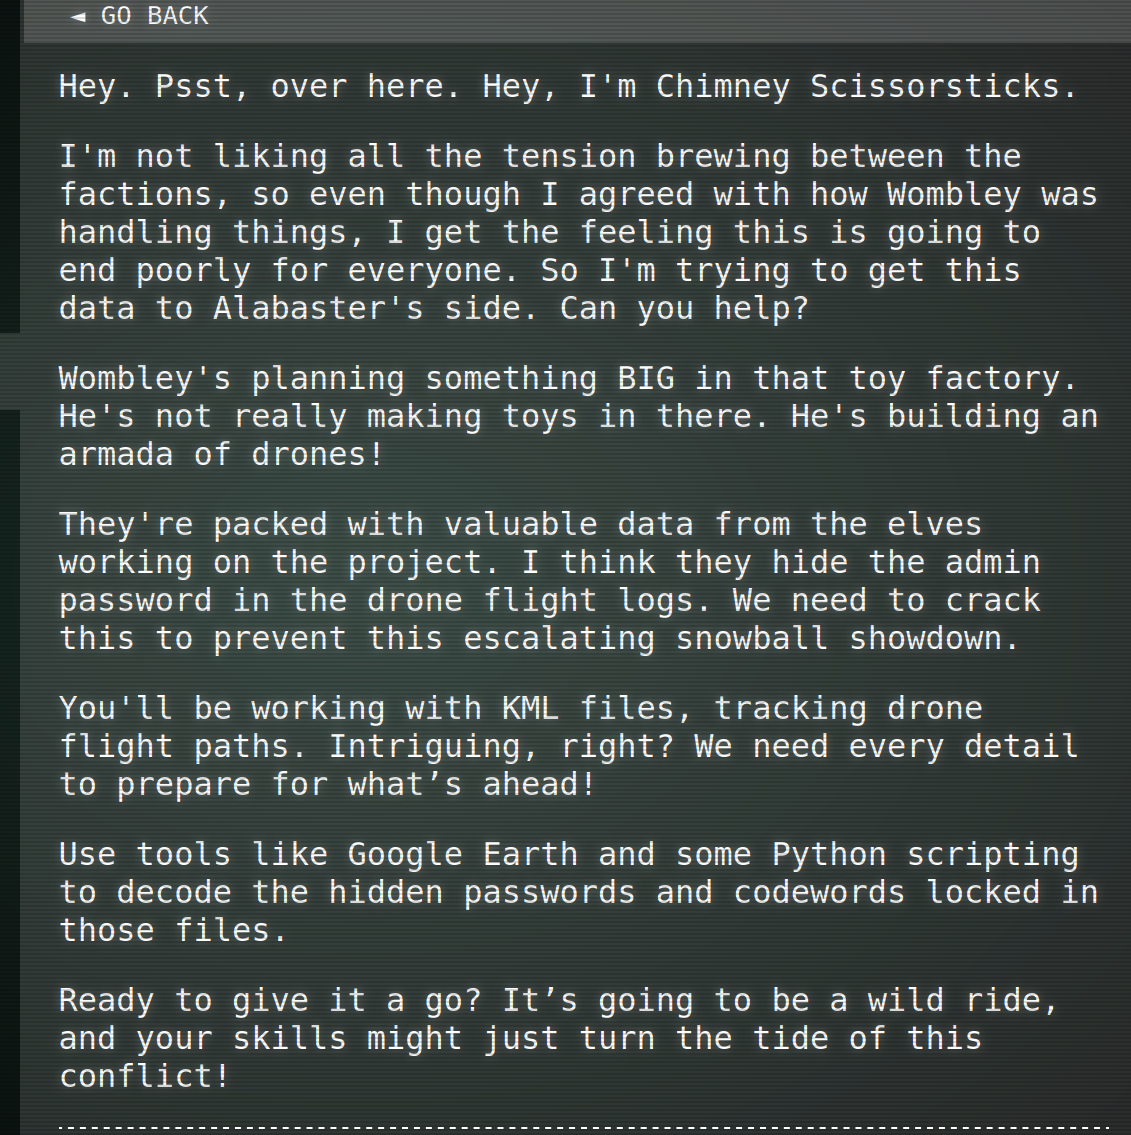 ◄ GO BACK
Hey. Psst, over here. Hey, I'm Chimney Scissorsticks.
I'm not liking all the tension brewing between the
factions, so even though I agreed with how Wombley was
handling things, I get the feeling this is going to
end poorly for everyone. So I'm trying to get this
data to Alabaster's side. Can you help?
Wombley's planning something BIG in that toy factory.
He's not really making toys in there. He's building an
armada of drones!
They're packed with valuable data from the elves
working on the project. I think they hide the admin
password in the drone flight logs. We need to crack
this to prevent this escalating snowball showdown.
You'll be working with KML files, tracking drone
flight paths. Intriguing, right? We need every detail
to prepare for what’s ahead!
Use tools like Google Earth and some Python scripting
to decode the hidden passwords and codewords locked in
those files.
Ready to give it a go? It’s going to be a wild ride,
and your skills might just turn the tide of this
conflict!